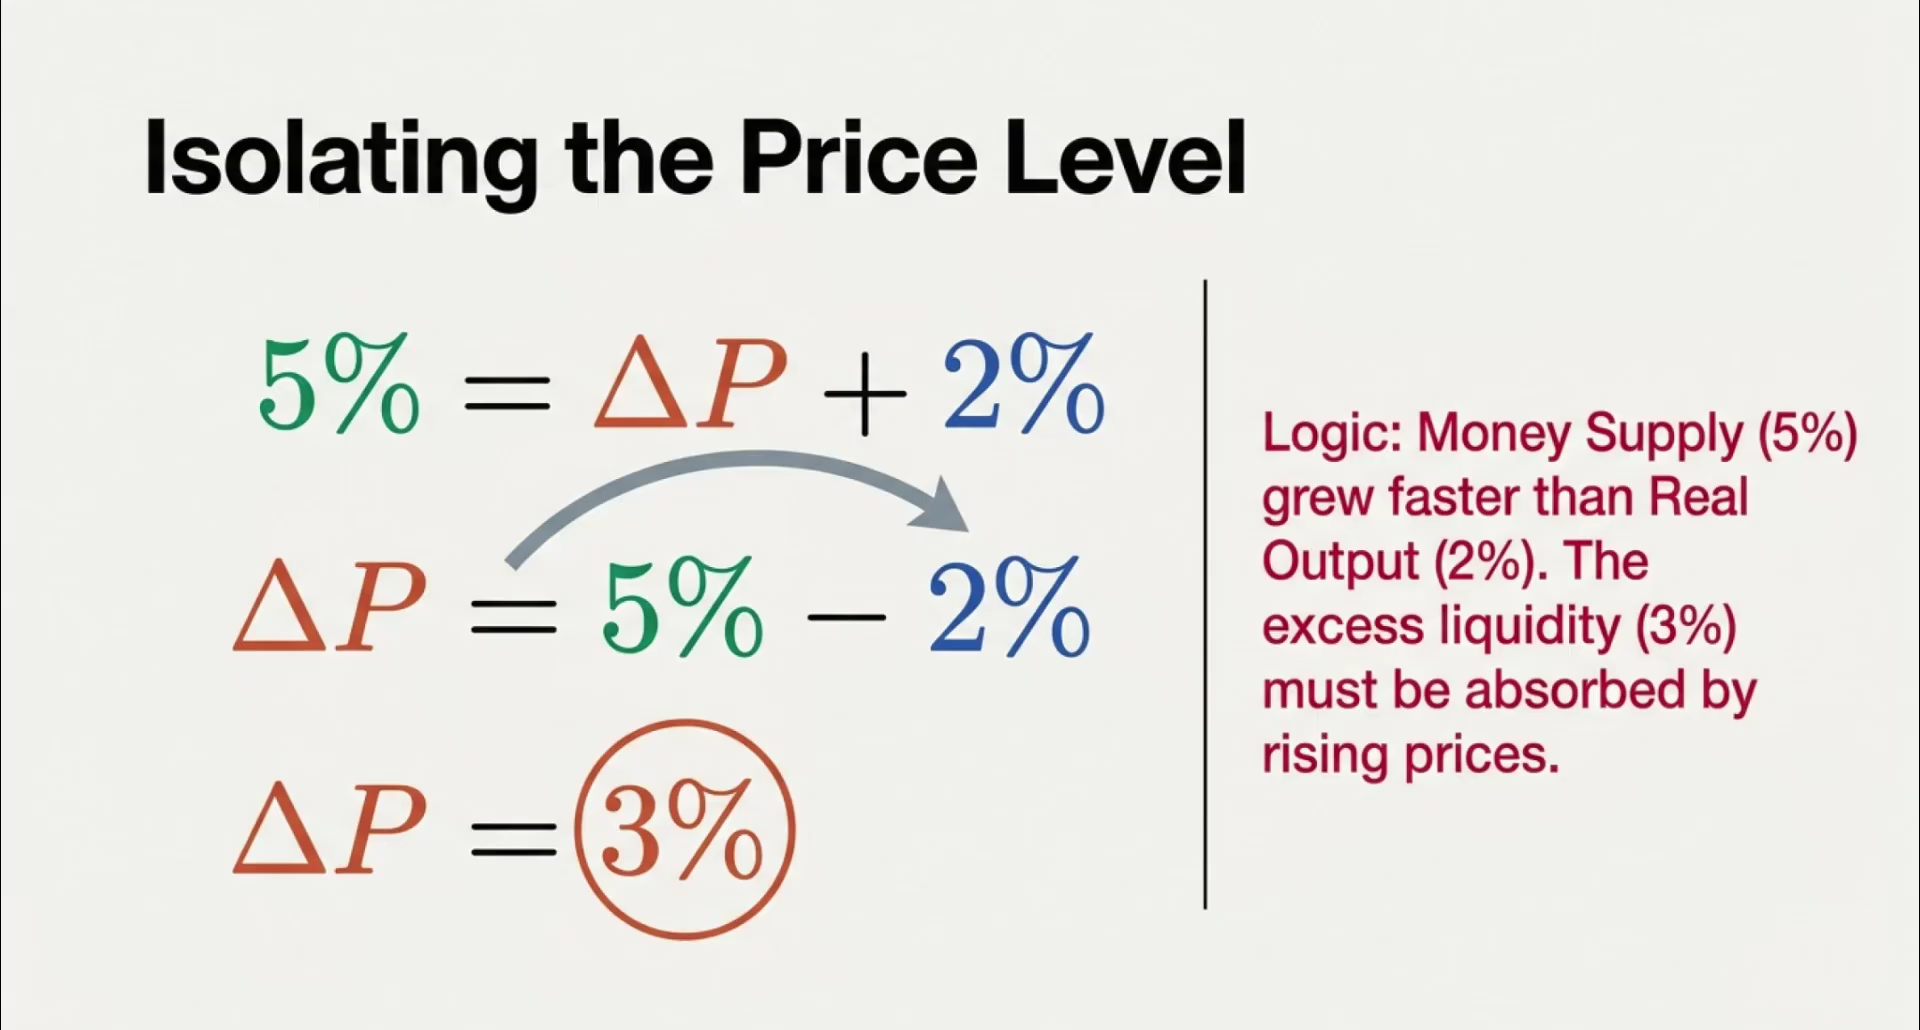 Isolating the Price Level
5% = ΔP + 2%
ΔP = 5% − 2%
ΔP = 3%
Logic: Money Supply (5%)
grew faster than Real
Output (2%). The
excess liquidity (3%)
must be absorbed by
rising prices.